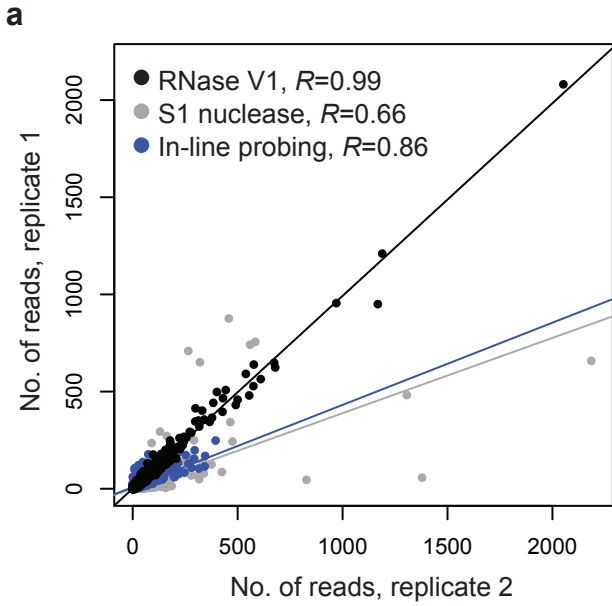 a
RNase V1, R=0.99
S1 nuclease, R=0.66
In-line probing, R=0.86
No. of reads, replicate 1
2000
1500
1000
500
0
0 500 1000 1500 2000
No. of reads, replicate 2